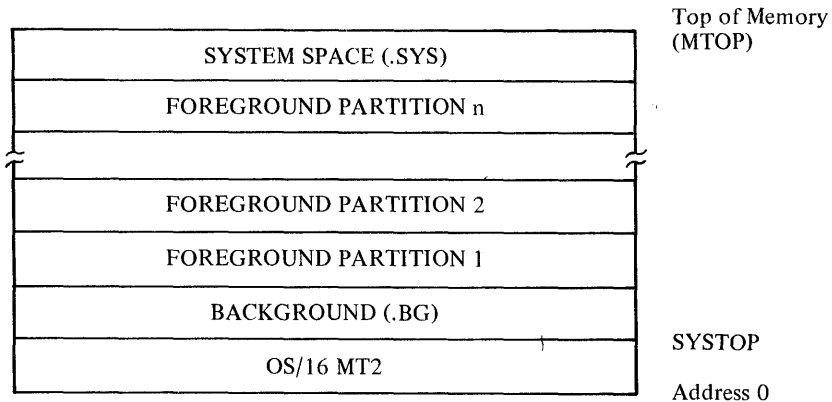 Top of Memory
(MTOP)
SYSTEM SPACE (.SYS)
FOREGROUND PARTITION n
FOREGROUND PARTITION 2
FOREGROUND PARTITION 1
BACKGROUND (.BG)
SYSTOP
OS/16 MT2
Address 0